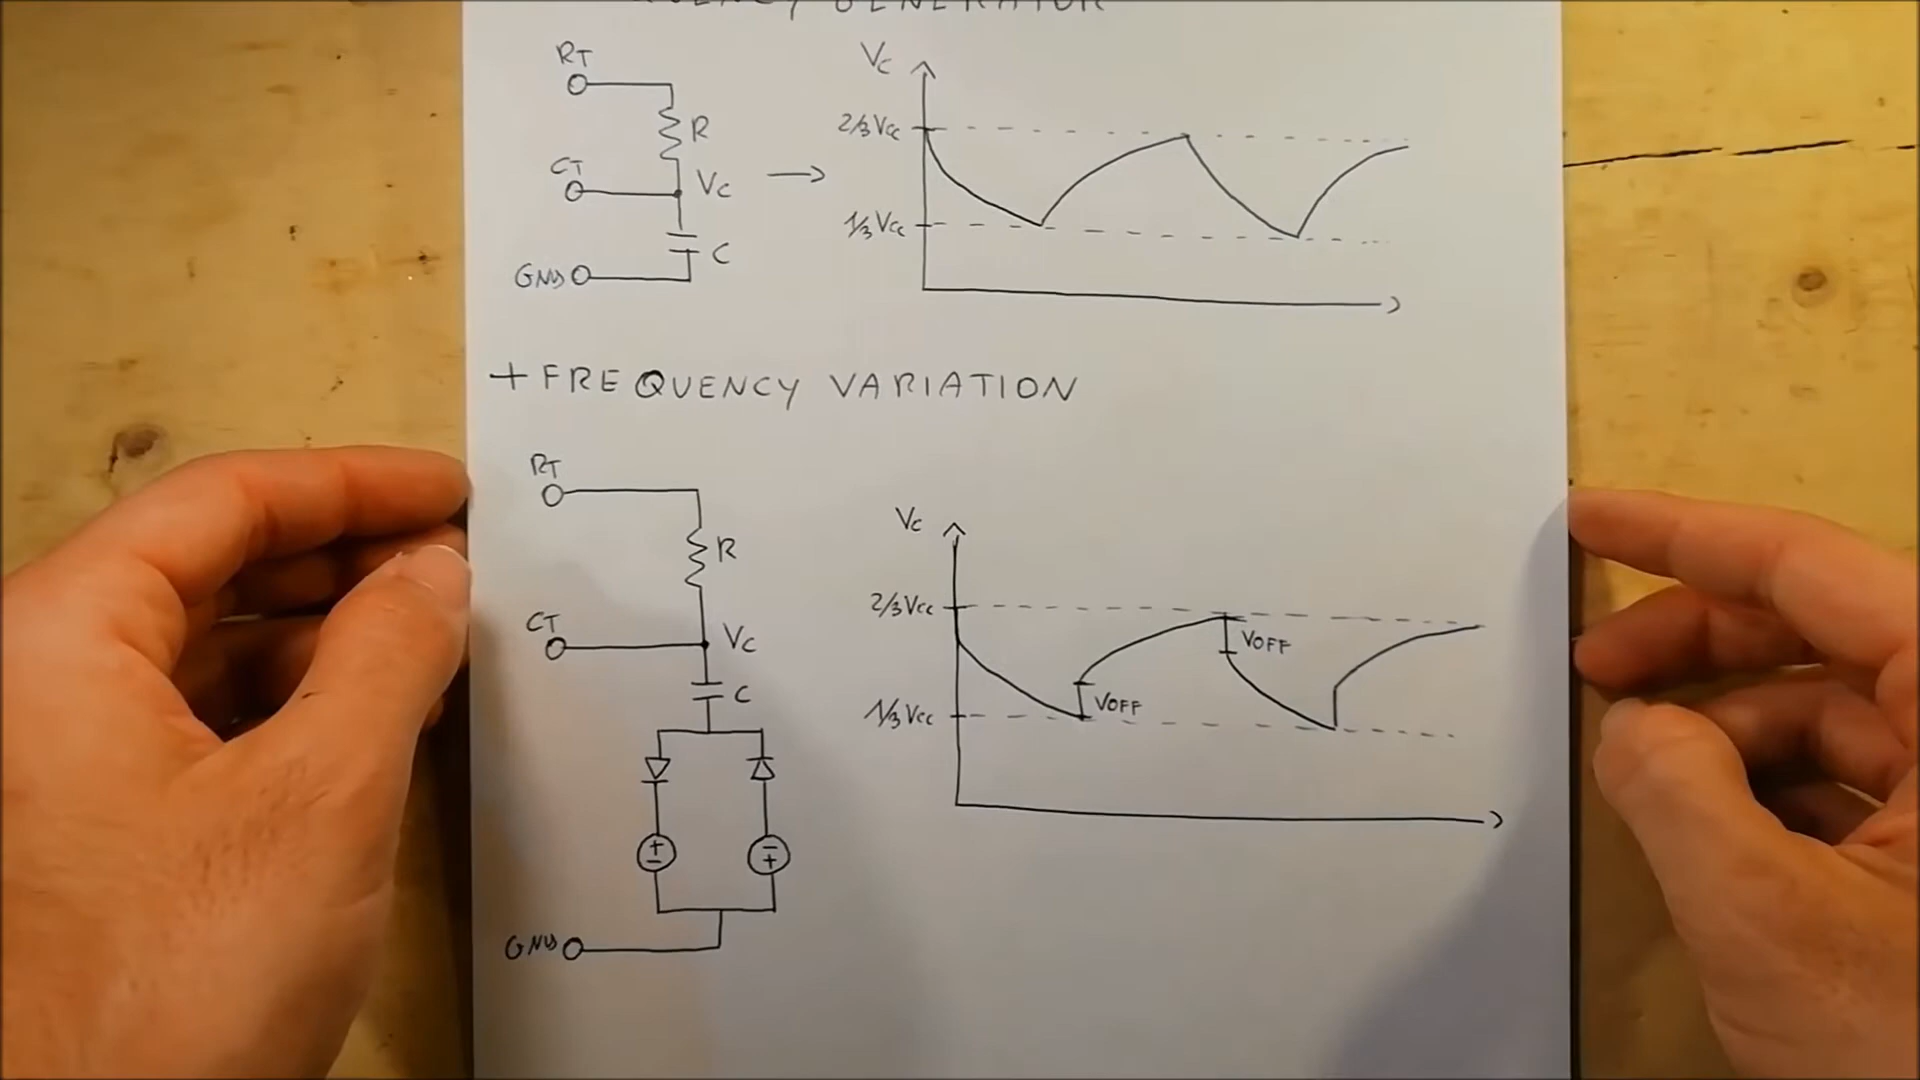 GENERATOR
RT
R
CT
Vc
C
GND
Vc
2/3Vcc
1/3Vcc
+ FREQUENCY VARIATION
RT
R
CT
Vc
C
+
-
-
+
GND
Vc
2/3Vcc
VOFF
VOFF
1/3Vcc